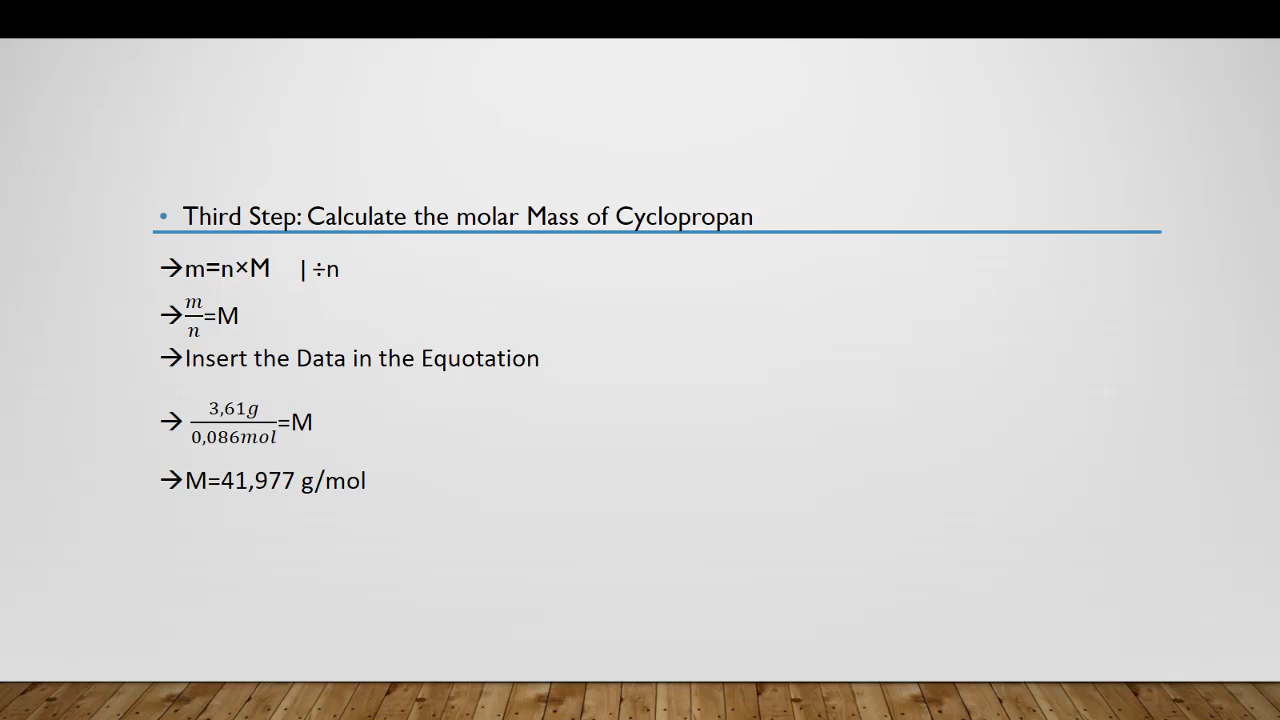 • Third Step: Calculate the molar Mass of Cyclopropan
→m=n×M |÷n
→m/n=M
→Insert the Data in the Equotation
→ 3,61g/0,086mol=M
→M=41,977 g/mol